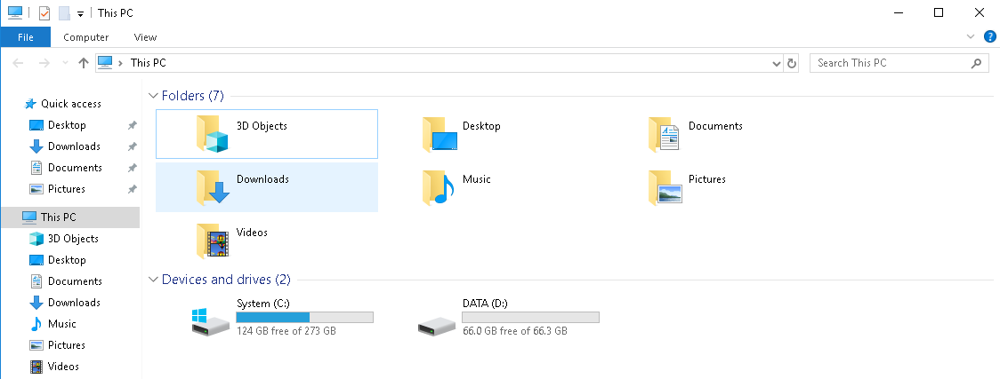 This PC
File Computer View
This PC
Search This PC
Quick access
Desktop
Downloads
Documents
Pictures
This PC
3D Objects
Desktop
Documents
Downloads
Music
Pictures
Videos
Folders (7)
3D Objects Desktop Documents
Downloads Music Pictures
Videos
Devices and drives (2)
System (C:)
124 GB free of 273 GB
DATA (D:)
66.0 GB free of 66.3 GB